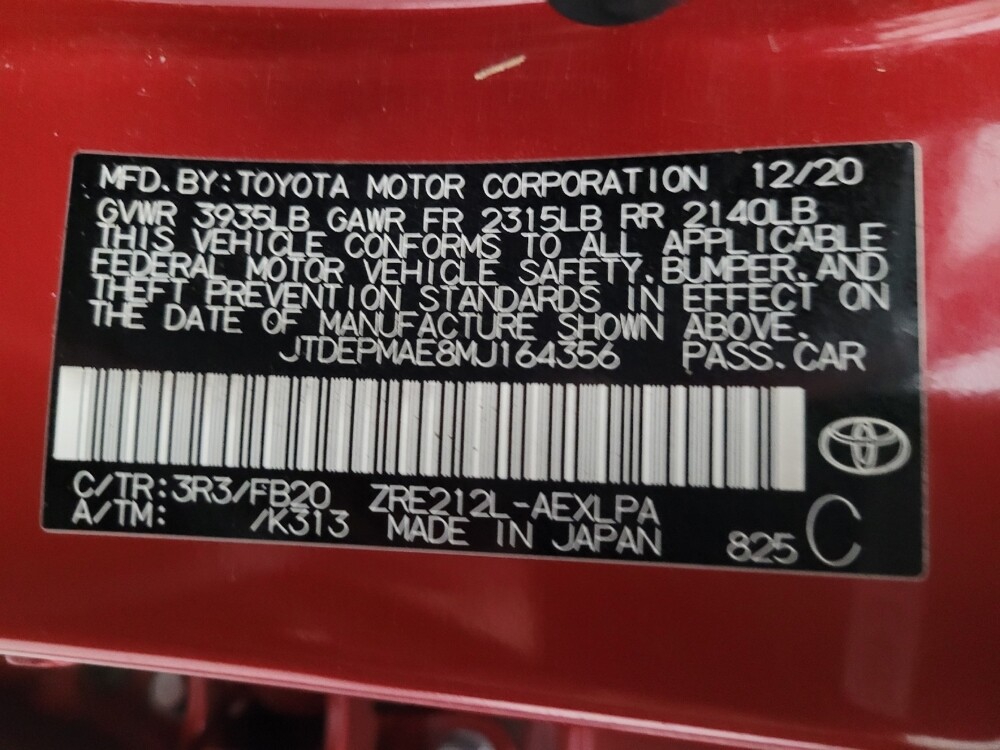 MFD.BY:TOYOTA MOTOR CORPORATION 12/20
GVWR 3935LB GAWR FR 2315LB RR 2140LB
THIS VEHICLE CONFORMS TO ALL APPLICABLE
FEDERAL MOTOR VEHICLE SAFETY,BUMPER,AND
THEFT PREVENTION STANDARDS IN EFFECT ON
THE DATE OF MANUFACTURE SHOWN ABOVE.
JTDEPMAE8MJ164356 PASS.CAR
C/TR:3R3/FB20 ZRE212L-AEXLPA
A/TM: /K313 MADE IN JAPAN 825 C